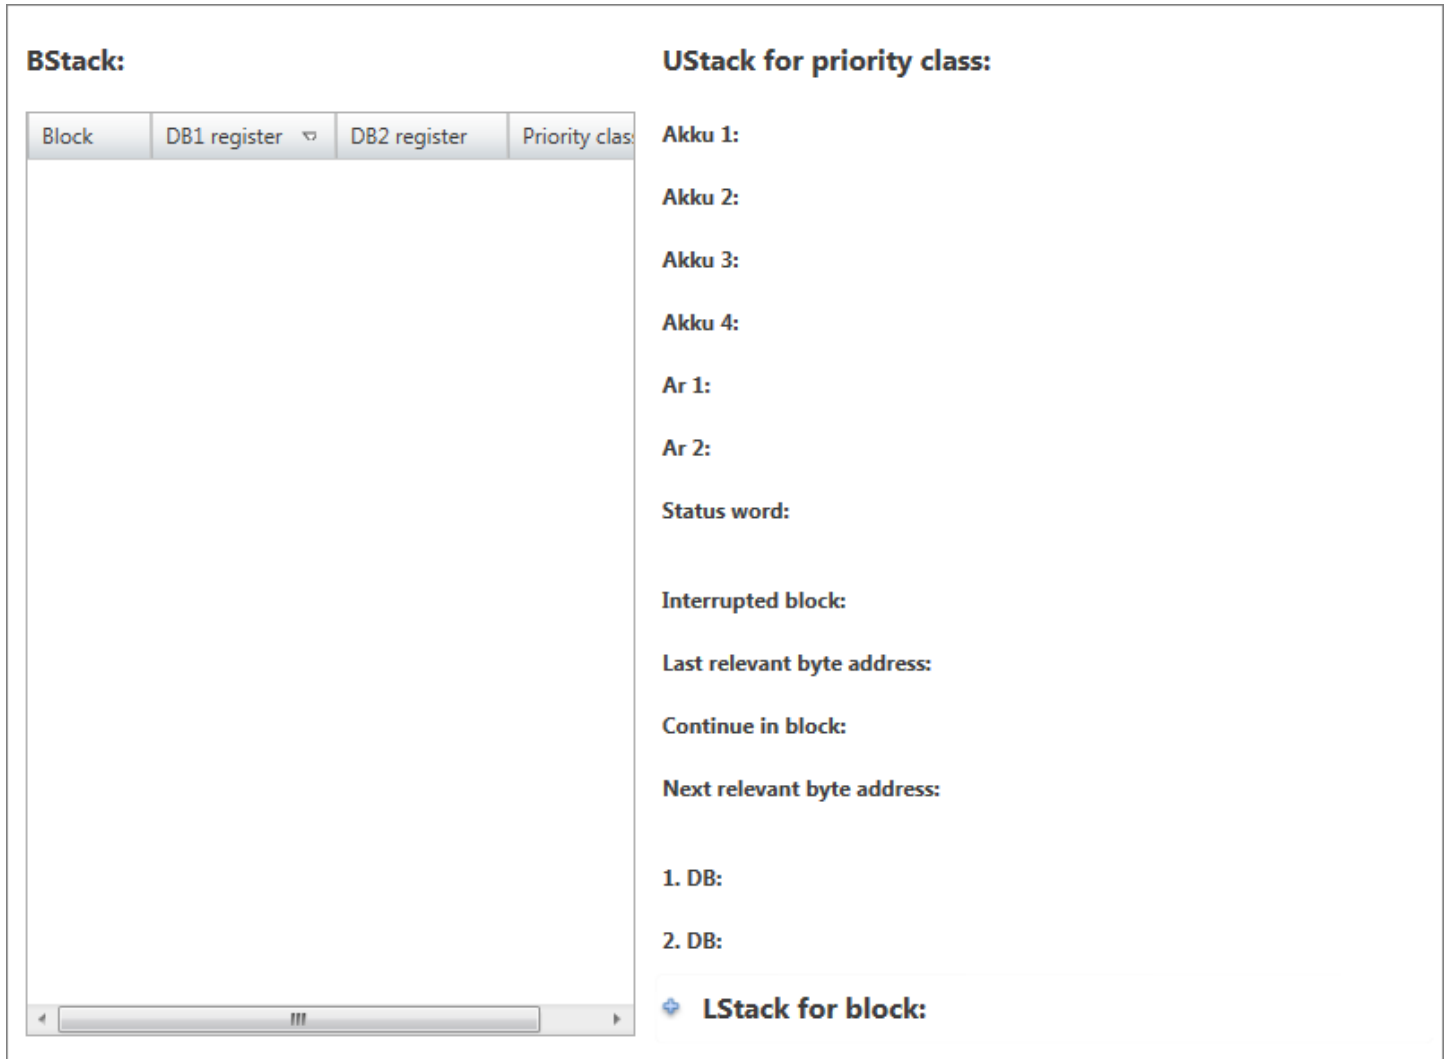 BStack:
Block DB1 register DB2 register Priority clas
UStack for priority class:
Akku 1:
Akku 2:
Akku 3:
Akku 4:
Ar 1:
Ar 2:
Status word:
Interrupted block:
Last relevant byte address:
Continue in block:
Next relevant byte address:
1. DB:
2. DB:
LStack for block: